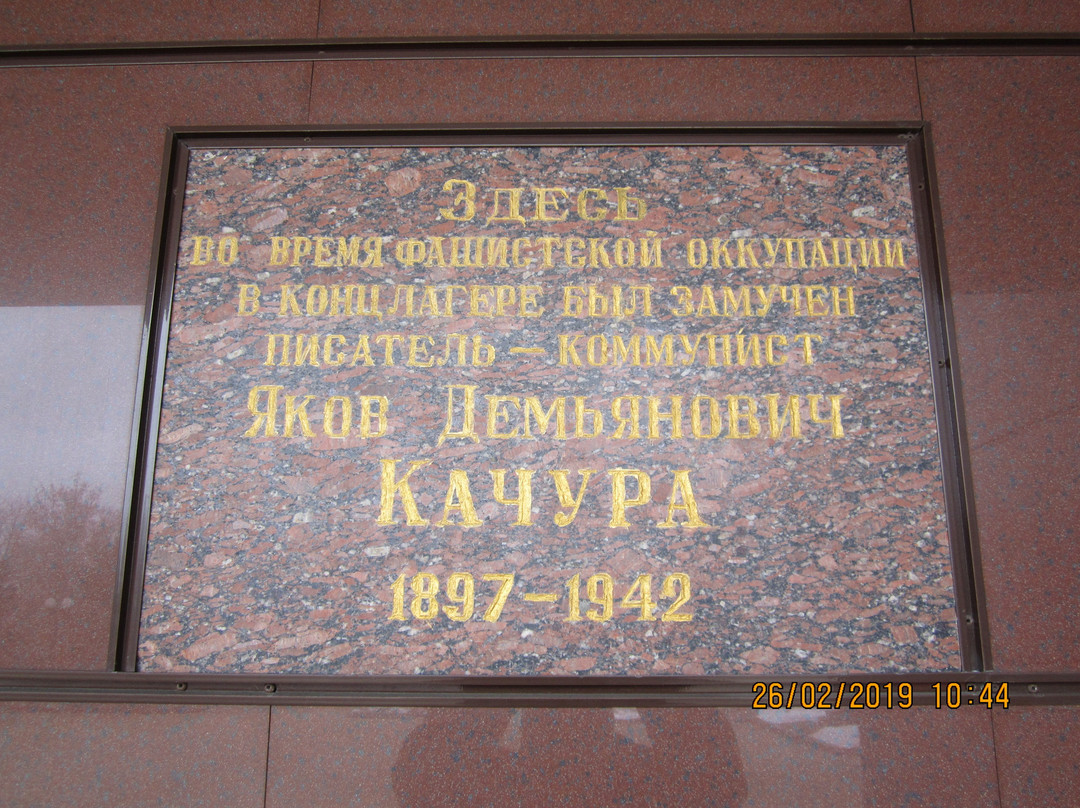 Здесь
во время фашистской оккупации
в концлагере был замучен
писатель – коммунист
Яков Демьянович
Качура
1897–1942
26/02/2019 10:44